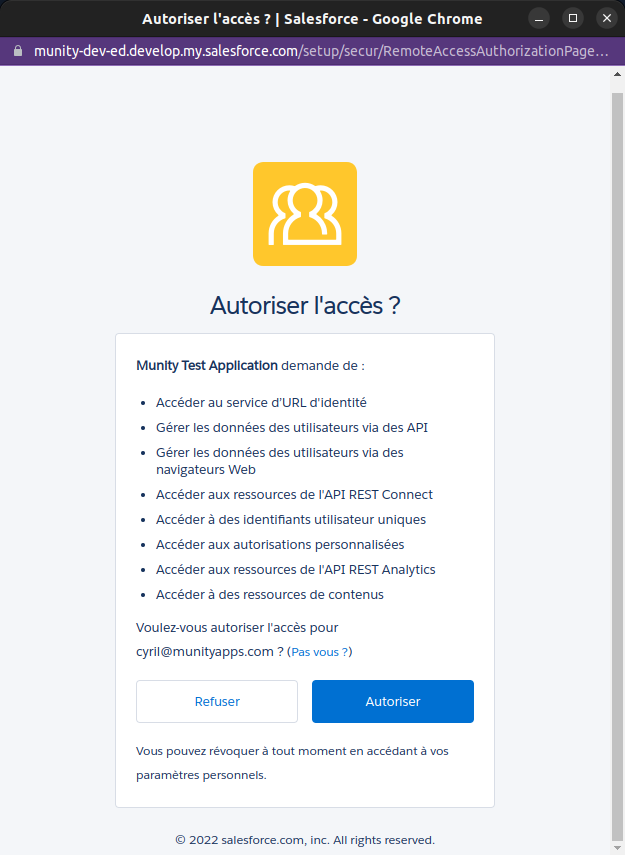 Autoriser l'accès ? | Salesforce - Google Chrome
munity-dev-ed.develop.my.salesforce.com/setup/secur/RemoteAccessAuthorizationPage...
Autoriser l'accès ?
Munity Test Application demande de :
• Accéder au service d'URL d'identité
• Gérer les données des utilisateurs via des API
• Gérer les données des utilisateurs via des
navigateurs Web
• Accéder aux ressources de l'API REST Connect
• Accéder à des identifiants utilisateur uniques
• Accéder aux autorisations personnalisées
• Accéder aux ressources de l'API REST Analytics
• Accéder à des ressources de contenus
Voulez-vous autoriser l'accès pour
cyril@munityapps.com ? (Pas vous ?)
Refuser
Autoriser
Vous pouvez révoquer à tout moment en accédant à vos
paramètres personnels.
© 2022 salesforce.com, inc. All rights reserved.